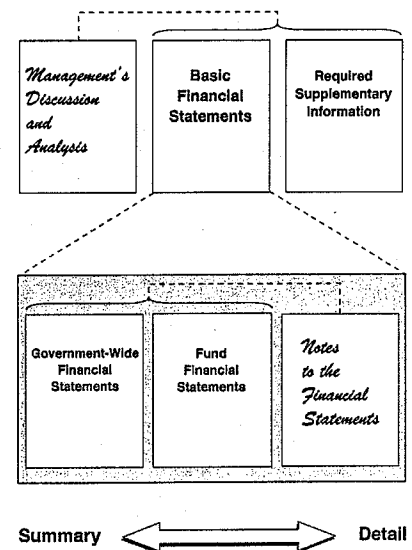 Management's
Discussion
and
Analysis
Basic
Financial
Statements
Required
Supplementary
Information
Government-Wide
Financial
Statements
Fund
Financial
Statements
Notes
to the
Financial
Statements
Summary
Detail